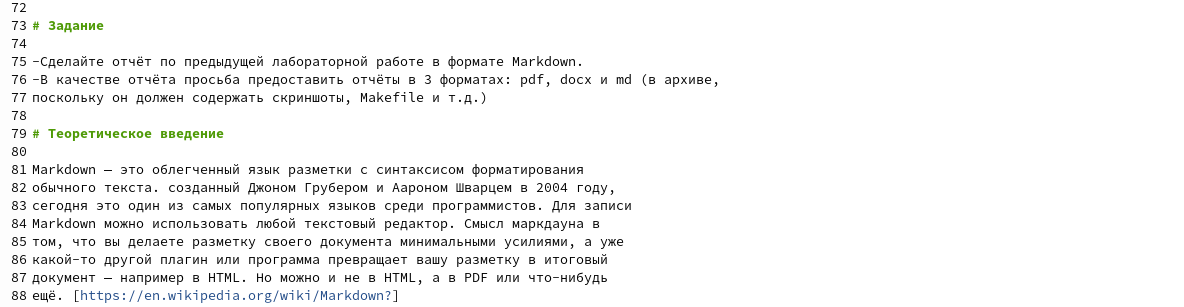 72
73 # Задание
74
75 -Сделайте отчёт по предыдущей лабораторной работе в формате Markdown.
76 -В качестве отчёта просьба предоставить отчёты в 3 форматах: pdf, docx и md (в архиве,
77 поскольку он должен содержать скриншоты, Makefile и т.д.)
78
79 # Теоретическое введение
80
81 Markdown — это облегченный язык разметки с синтаксисом форматирования
82 обычного текста. созданный Джоном Грубером и Аароном Шварцем в 2004 году,
83 сегодня это один из самых популярных языков среди программистов. Для записи
84 Markdown можно использовать любой текстовый редактор. Смысл маркдауна в
85 том, что вы делаете разметку своего документа минимальными усилиями, а уже
86 какой-то другой плагин или программа превращает вашу разметку в итоговый
87 документ — например в HTML. Но можно и не в HTML, а в PDF или что-нибудь
88 ещё. [https://en.wikipedia.org/wiki/Markdown?]